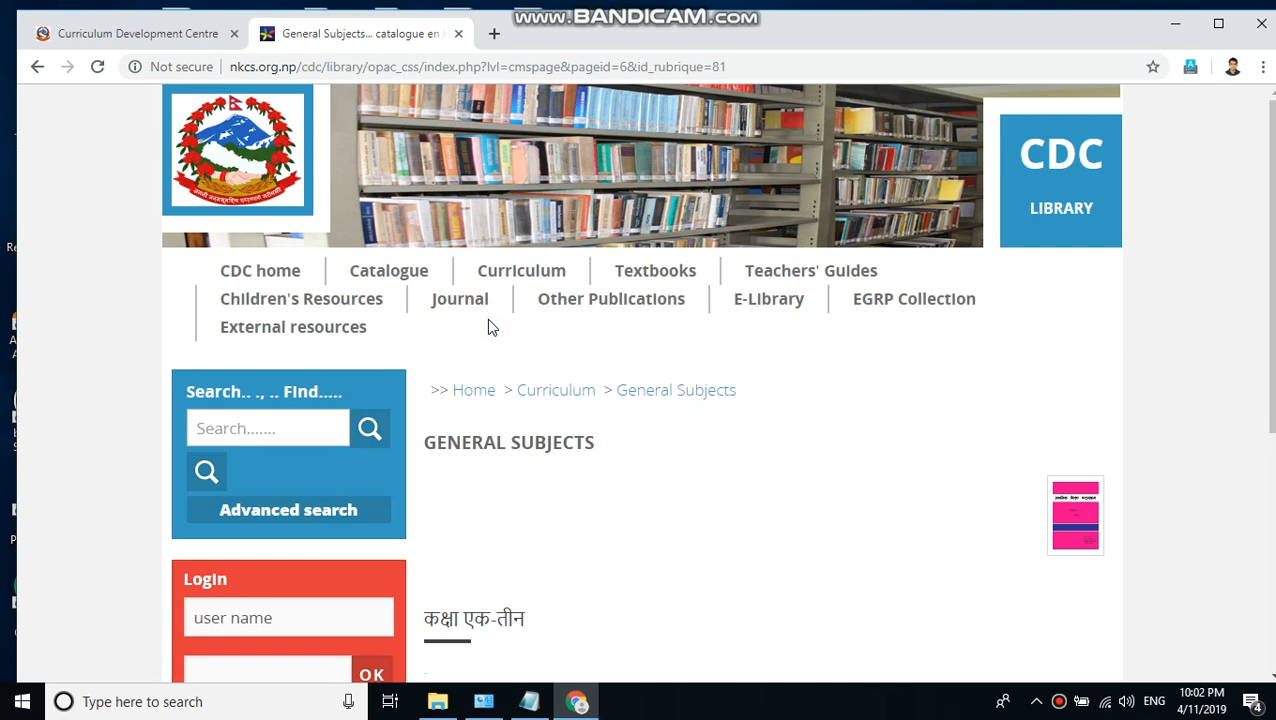 www.BANDICAM.com
Curriculum Development Centre
General Subjects... catalogue en
Not secure
nkcs.org.np/cdc/library/opac_css/index.php?lvl=cmspage&pageid=6&id_rubrique=81
CDC
LIBRARY
CDC home
Catalogue
Curriculum
Textbooks
Teachers' Guides
Children's Resources
Journal
Other Publications
E-Library
EGRP Collection
External resources
Search.. ., .. Find.....
>> Home > Curriculum > General Subjects
Search.......
GENERAL SUBJECTS
Advanced search
Login
user name
कक्षा एक-तीन
OK
Type here to search
ENG
10:02 PM
4/11/2019
4